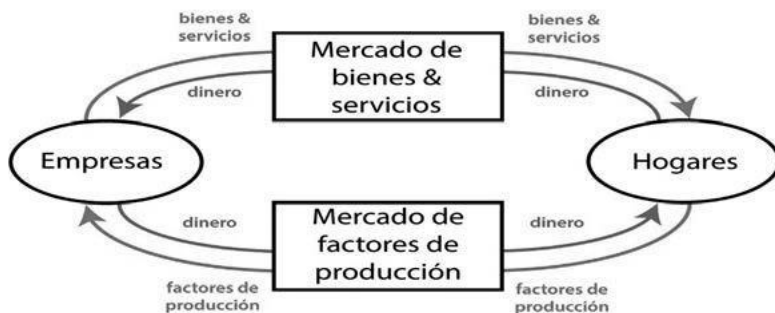 bienes &
servicios
Mercado de
bienes &
servicios
bienes &
servicios
dinero
dinero
Empresas
Hogares
dinero
Mercado de
factores de
producción
dinero
factores de
producción
factores de
producción